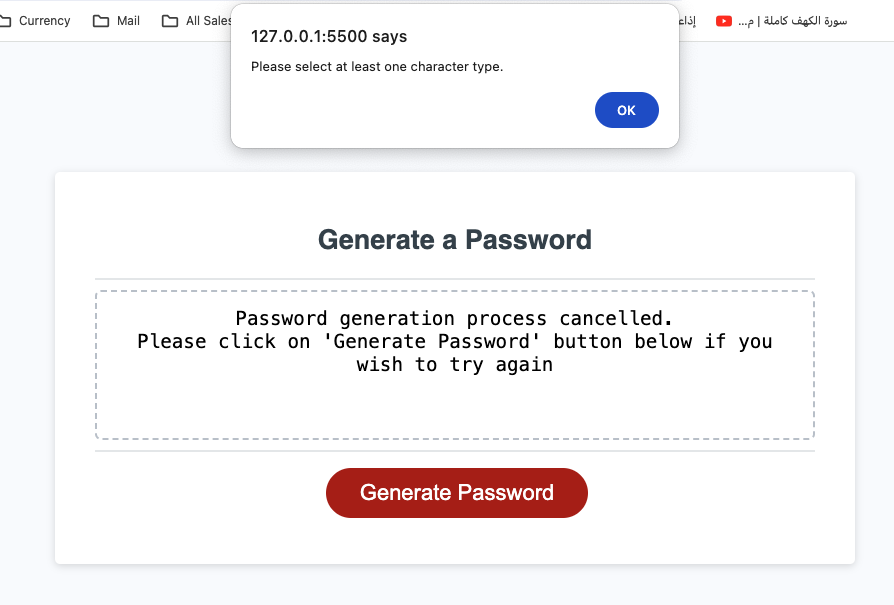 Currency
Mail
All Sales
إذاء
سورة الكهف كاملة | م...
127.0.0.1:5500 says
Please select at least one character type.
OK
Generate a Password
Password generation process cancelled.
Please click on 'Generate Password' button below if you
wish to try again
Generate Password